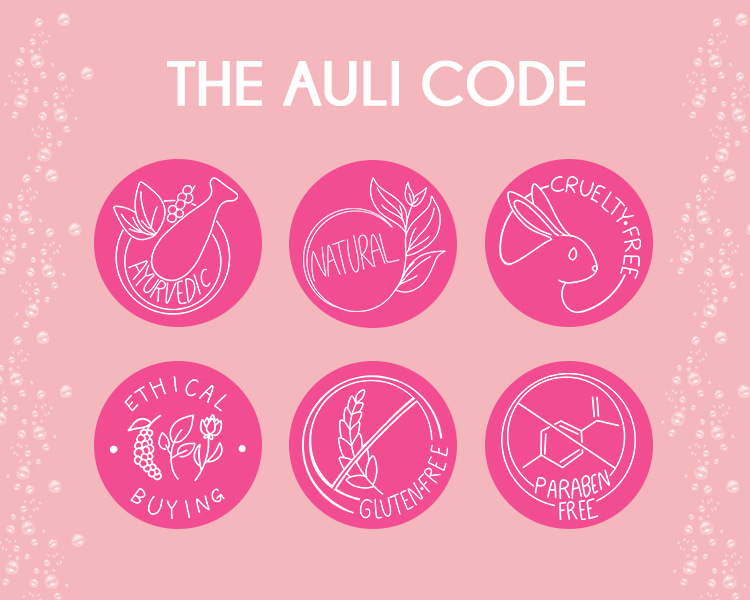 THE AULI CODE
AYURVEDIC
NATURAL
CRUELTY•FREE
ETHICAL
BUYING
GLUTEN-FREE
PARABEN
FREE